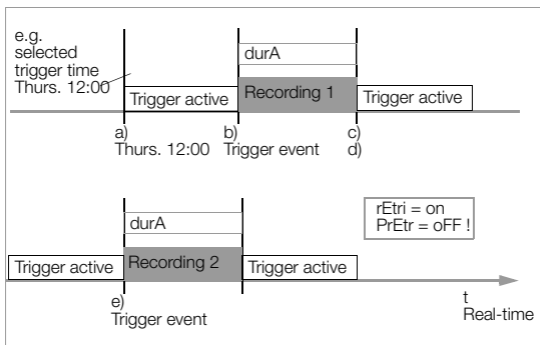 e.g.
selected
trigger time
Thurs. 12:00
durA
Trigger active
Recording 1
Trigger active
a)
b)
c)
Thurs. 12:00
Trigger event
d)
durA
rEtri = on
PrEtr = oFF !
Trigger active
Recording 2
Trigger active
e)
Trigger event
t
Real-time